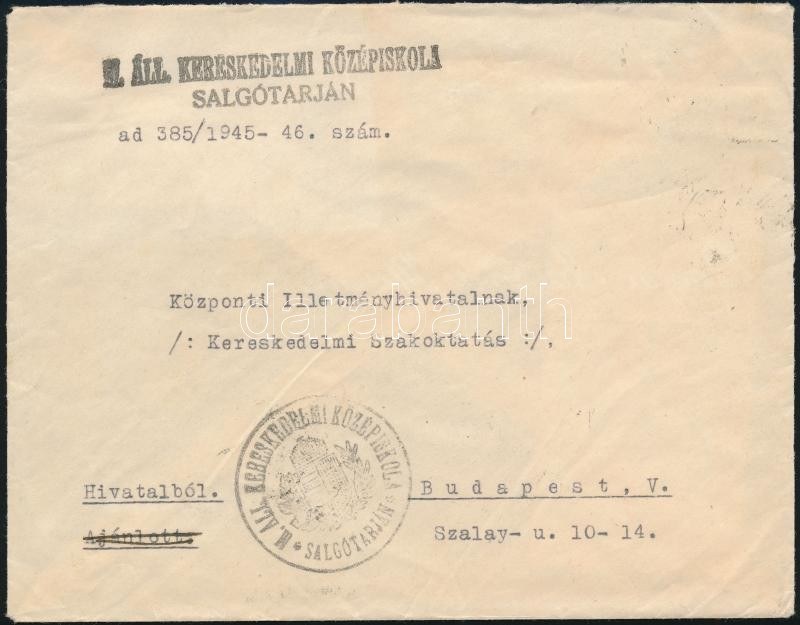 M. ÁLL. KERESKEDELMI KÖZÉPISKOLA
SALGÓTARJÁN
ad 385/1945- 46. szám.
Központi Illetményhivatalnak,
darabanth
/: Kereskedelmi Szakoktatás :/,
M. ÁLL. KERESKEDELMI KÖZÉPISKOLA
* SALGÓTARJÁN *
Hivatalból.
Budapest, V.
Ajánlott.
Szalay- u. 10- 14.